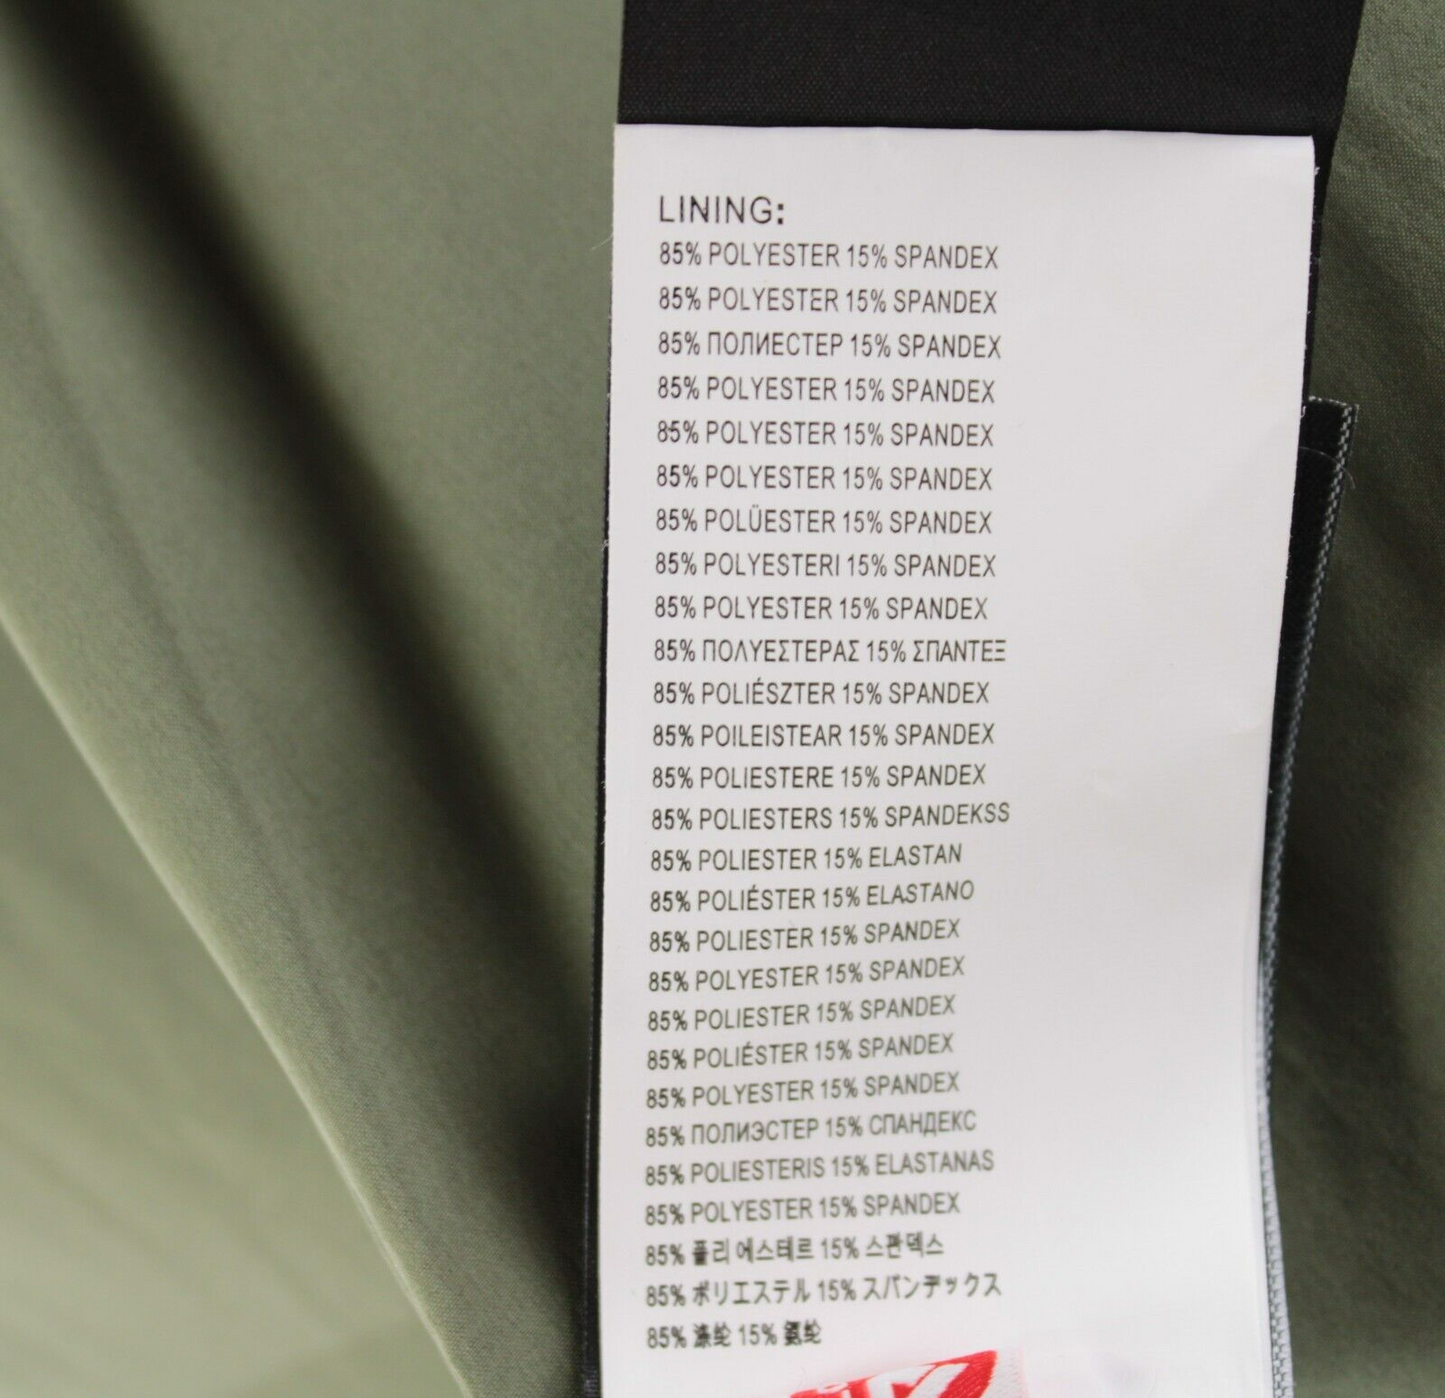 LINING:
85% POLYESTER 15% SPANDEX
85% POLYESTER 15% SPANDEX
85% ПОЛИЕСТЕР 15% SPANDEX
85% POLYESTER 15% SPANDEX
85% POLYESTER 15% SPANDEX
85% POLYESTER 15% SPANDEX
85% POLÜESTER 15% SPANDEX
85% POLYESTERI 15% SPANDEX
85% POLYESTER 15% SPANDEX
85% ΠΟΛΥΕΣΤΕΡΑΣ 15% ΣΠΑΝΤΕΞ
85% POLIÉSZTER 15% SPANDEX
85% POILEISTEAR 15% SPANDEX
85% POLIESTERE 15% SPANDEX
85% POLIESTERS 15% SPANDEKSS
85% POLIESTER 15% ELASTAN
85% POLIÉSTER 15% ELASTANO
85% POLIESTER 15% SPANDEX
85% POLYESTER 15% SPANDEX
85% POLIESTER 15% SPANDEX
85% POLIÉSTER 15% SPANDEX
85% POLYESTER 15% SPANDEX
85% ПОЛИЭСТЕР 15% СПАНДЕКС
85% POLIESTERIS 15% ELASTANAS
85% POLYESTER 15% SPANDEX
85% 폴리 에스테르 15% 스판덱스
85% ポリエステル 15% スパンデックス
85% 涤纶 15% 氨纶